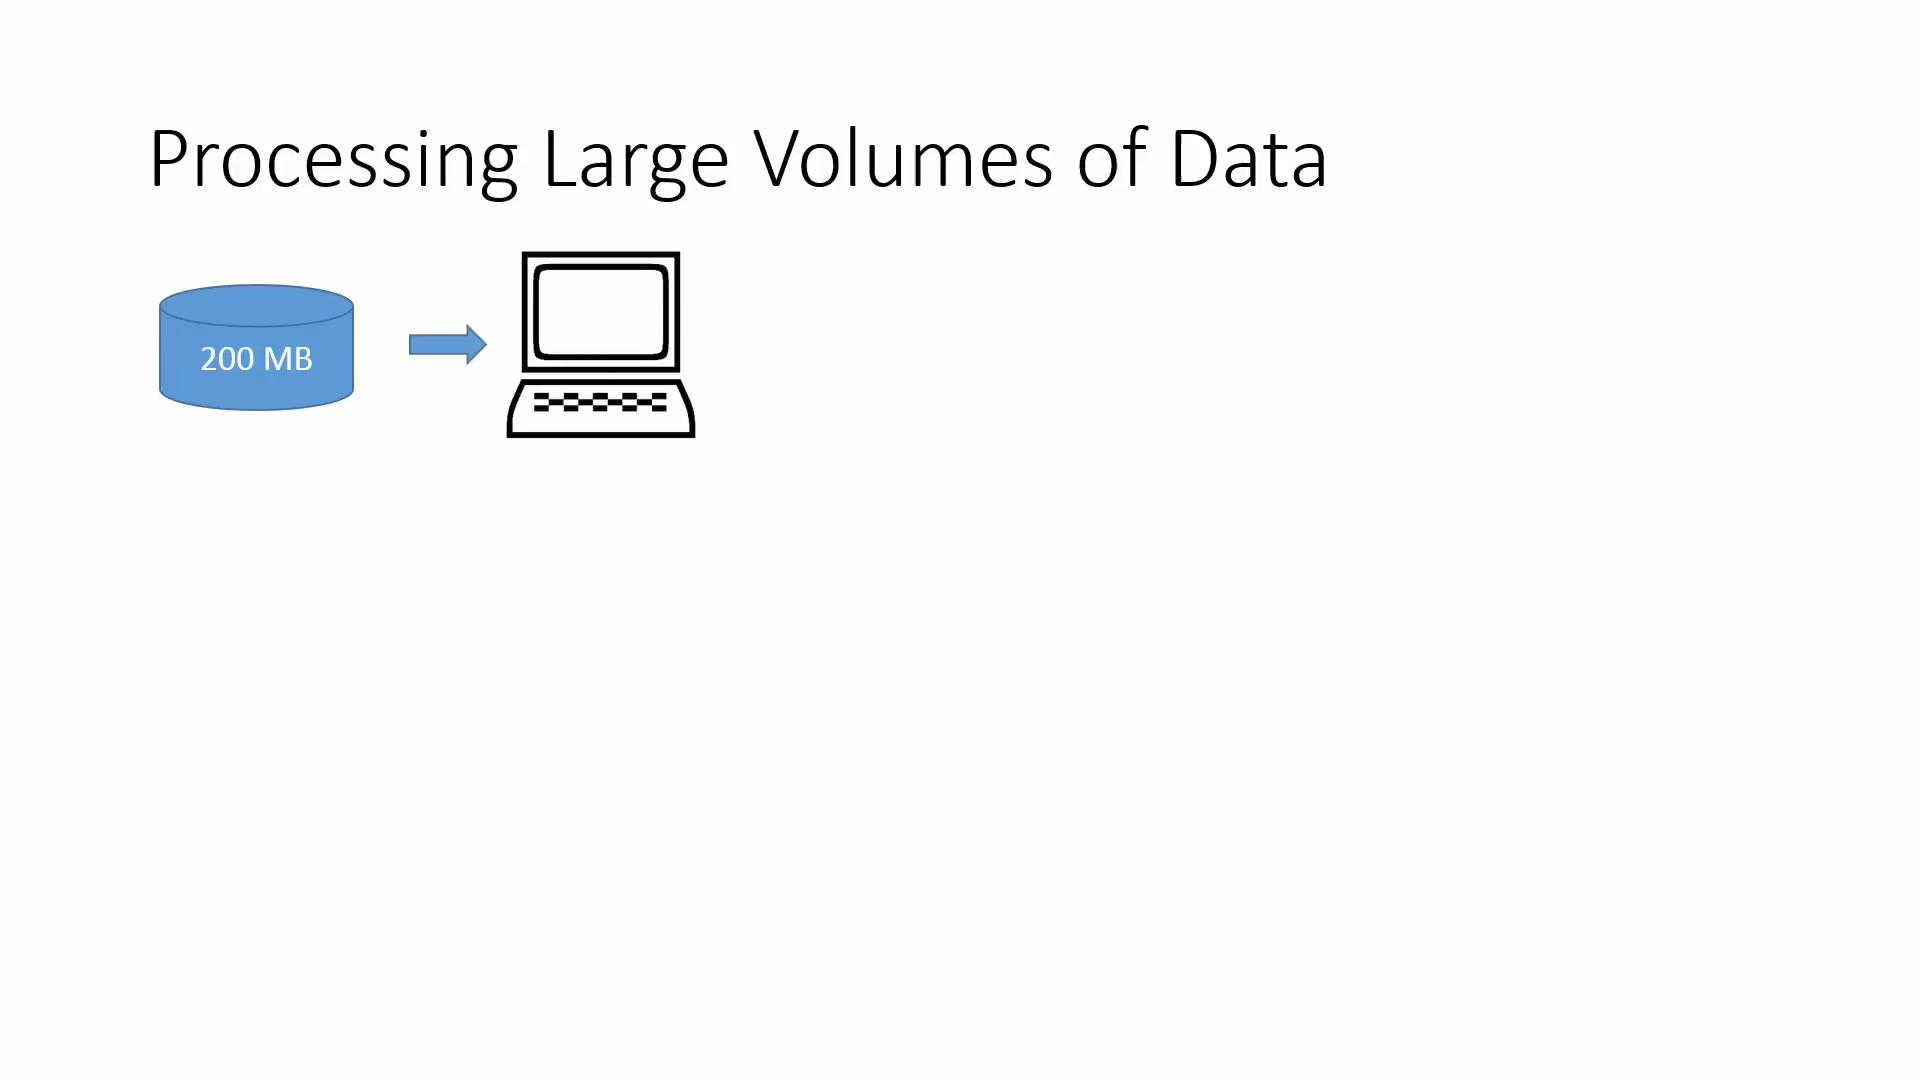 Processing Large Volumes of Data
200 MB